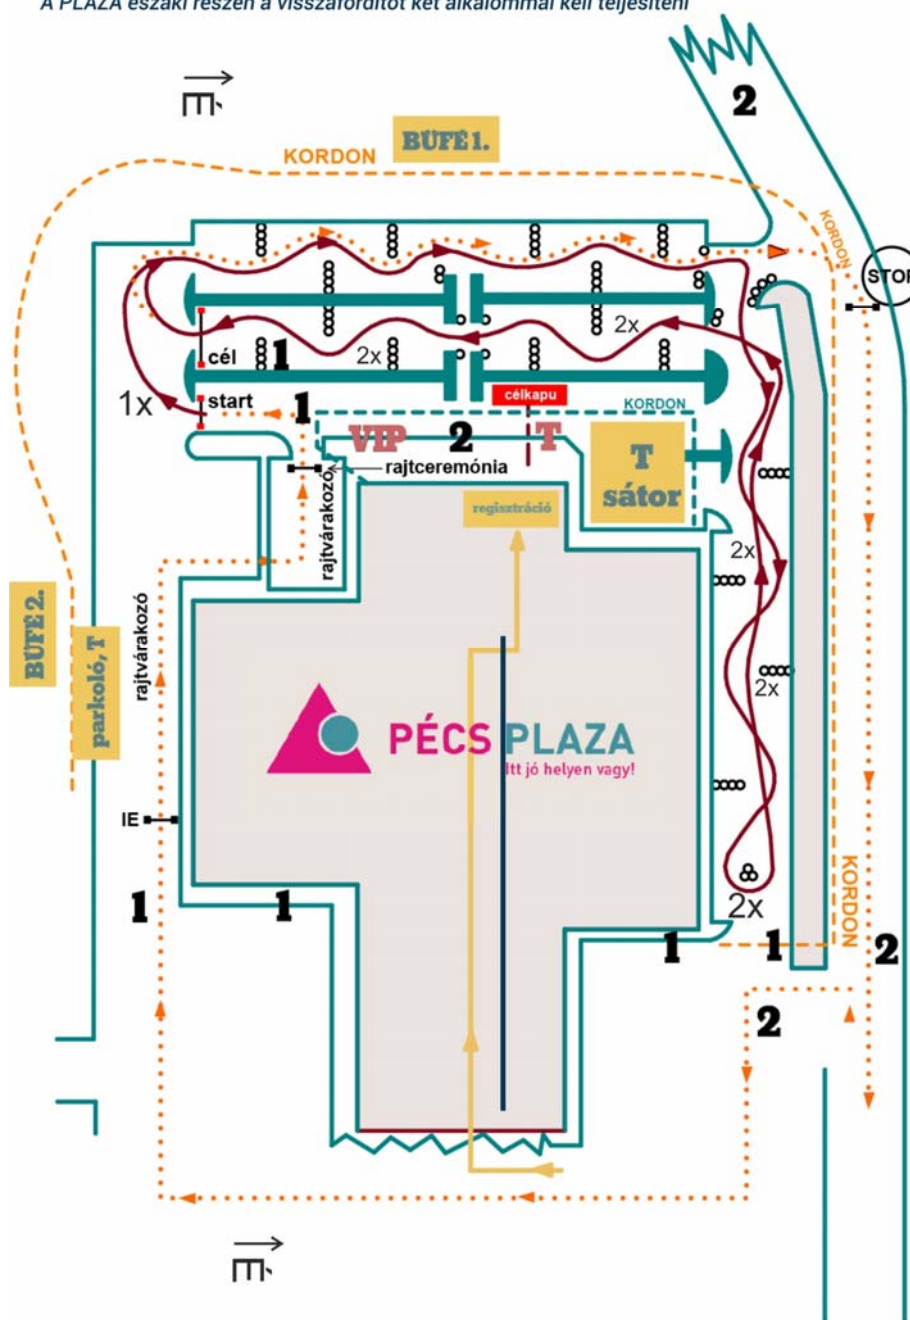 A PLAZA északi részén a visszafordítót két alkalommal kell teljesíteni
É
2
BÜFÉ 1.
KORDON
KORDON
STOP
2x
cél
1
2x
1x
start
1
célkapu
KORDON
VIP
2
T
T
sátor
rajtceremónia
rajtvárakozó
regisztráció
2x
BÜFÉ 2.
parkoló, T
rajtvárakozó
2x
PÉCS PLAZA
Itt jó helyen vagy!
IE
1
1
2x
KORDON
1
1
2
2
É